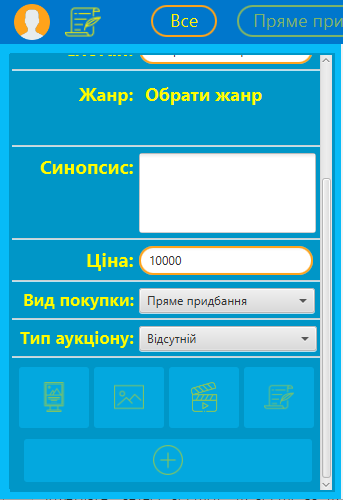 Все
Пряме при
Жанр: Обрати жанр
Синопсис:
Ціна: 10000
Вид покупки: Пряме придбання
Тип аукціону: Відсутній